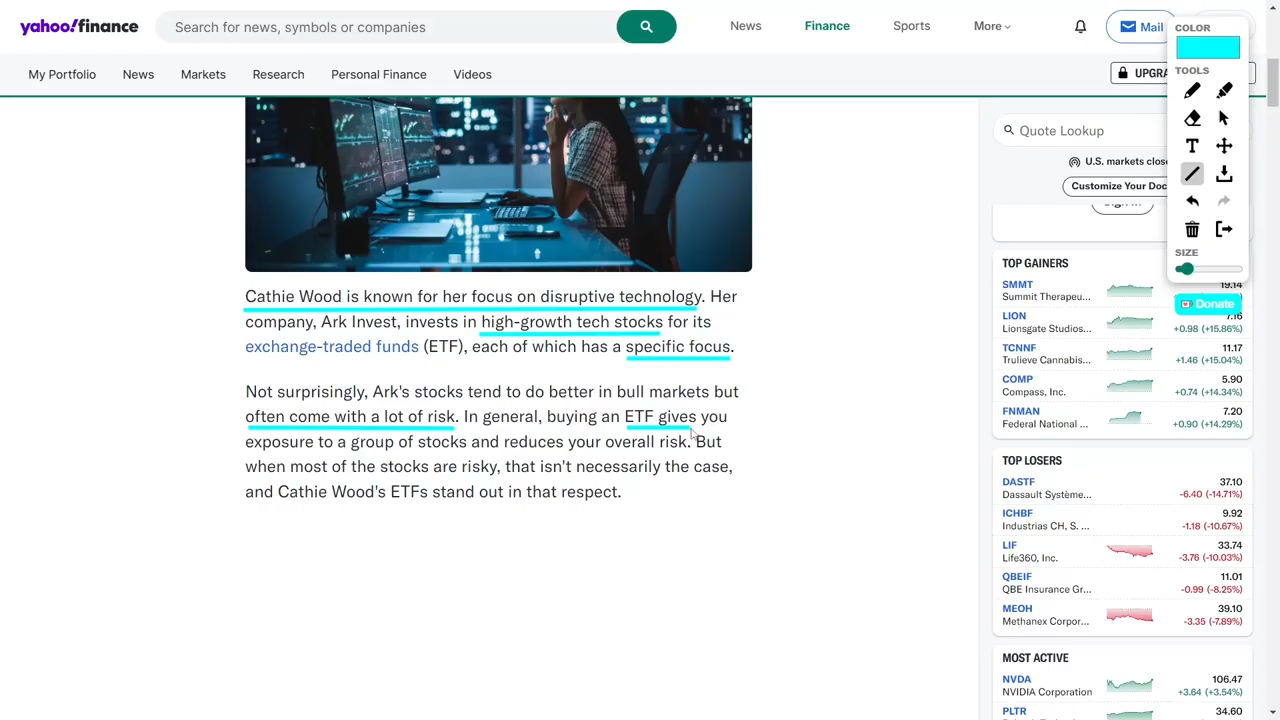 yahoo!finance
Search for news, symbols or companies
News
Finance
Sports
More
Mail
COLOR
My Portfolio
News
Markets
Research
Personal Finance
Videos
TOOLS
SIZE
Donate
Cathie Wood is known for her focus on disruptive technology. Her
company, Ark Invest, invests in high-growth tech stocks for its
exchange-traded funds (ETF), each of which has a specific focus.
Not surprisingly, Ark's stocks tend to do better in bull markets but
often come with a lot of risk. In general, buying an ETF gives you
exposure to a group of stocks and reduces your overall risk. But
when most of the stocks are risky, that isn't necessarily the case,
and Cathie Wood's ETFs stand out in that respect.
Quote Lookup
U.S. markets
Customize Your
TOP GAINERS
SMMT 19.14
Summit Therapeu...
LION 7.16
Lionsgate Studios... +0.98 (+15.86%)
TCNNF 11.17
Trulieve Cannabis... +1.46 (+15.04%)
COMP 5.90
Compass, Inc. +0.74 (+14.34%)
FNMAN 7.20
Federal National ... +0.90 (+14.29%)
TOP LOSERS
DASTF 37.10
Dassault Système... -6.40 (-14.71%)
ICHBF 9.92
Industrias CH, S. ... -1.18 (-10.67%)
LIF 33.74
Life360, Inc. -3.76 (-10.03%)
QBEIF 11.01
QBE Insurance Gr... -0.99 (-8.25%)
MEOH 39.10
Methanex Corpor... -3.35 (-7.89%)
MOST ACTIVE
NVDA 106.47
NVIDIA Corporation +3.64 (+3.54%)
PLTR 34.60